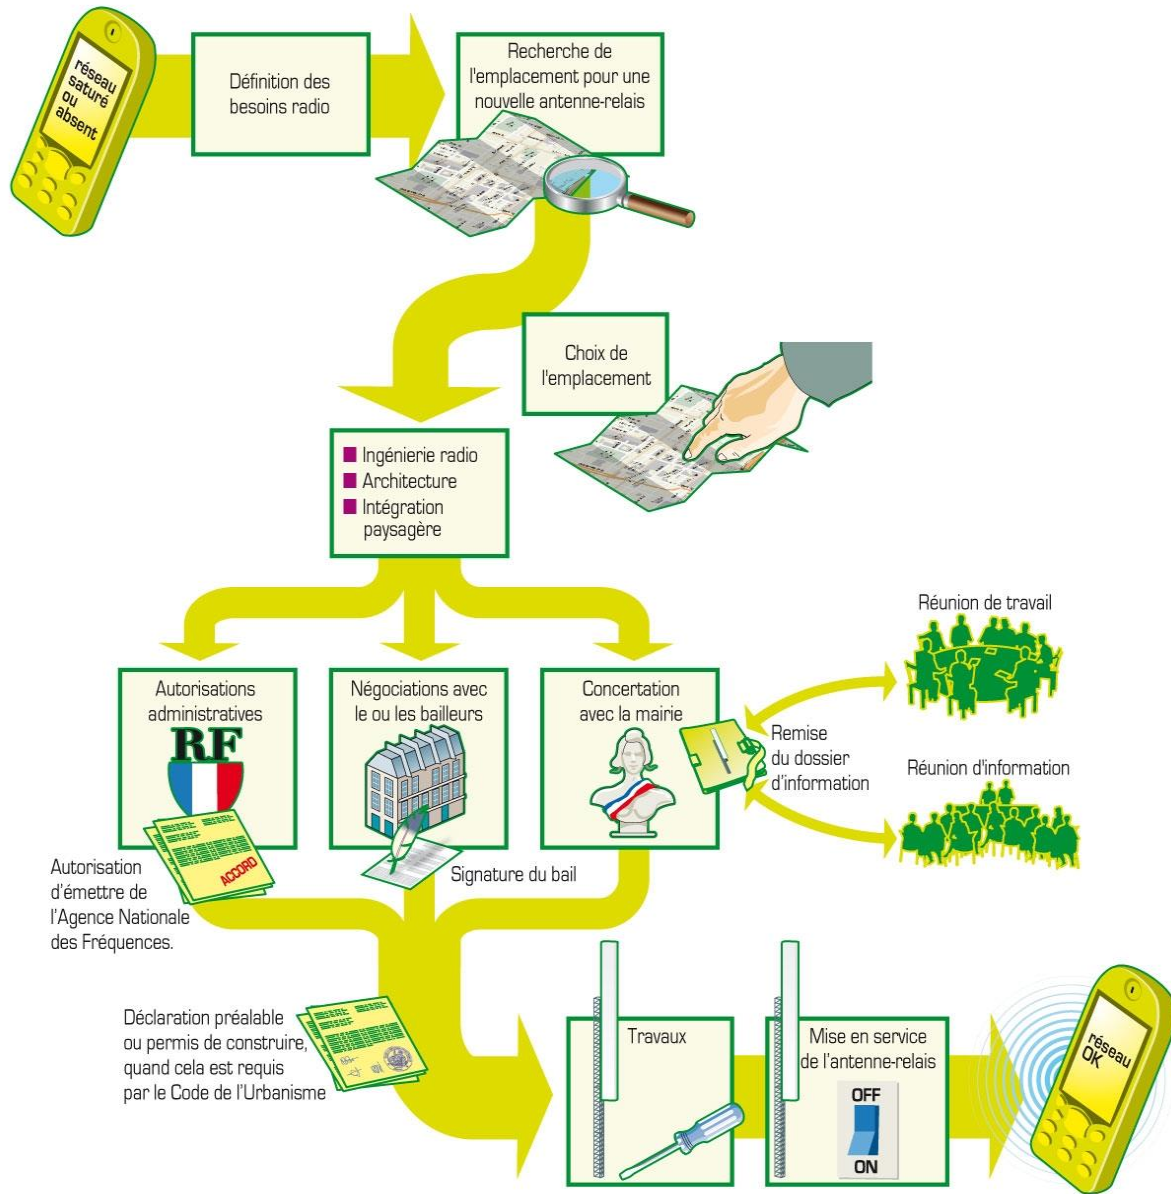 réseau
saturé
ou
absent
Définition des
besoins radio
Recherche de
l'emplacement pour une
nouvelle antenne-relais
Choix de
l'emplacement
Ingénierie radio
Architecture
Intégration
paysagère
Autorisations
administratives
RF
ACCORD
Autorisation
d'émettre de
l'Agence Nationale
des Fréquences.
Négociations avec
le ou les bailleurs
Signature du bail
Concertation
avec la mairie
Remise
du dossier
d'information
Réunion de travail
Réunion d'information
Déclaration préalable
ou permis de construire,
quand cela est requis
par le Code de l'Urbanisme
Travaux
Mise en service
de l'antenne-relais
OFF
ON
réseau
OK